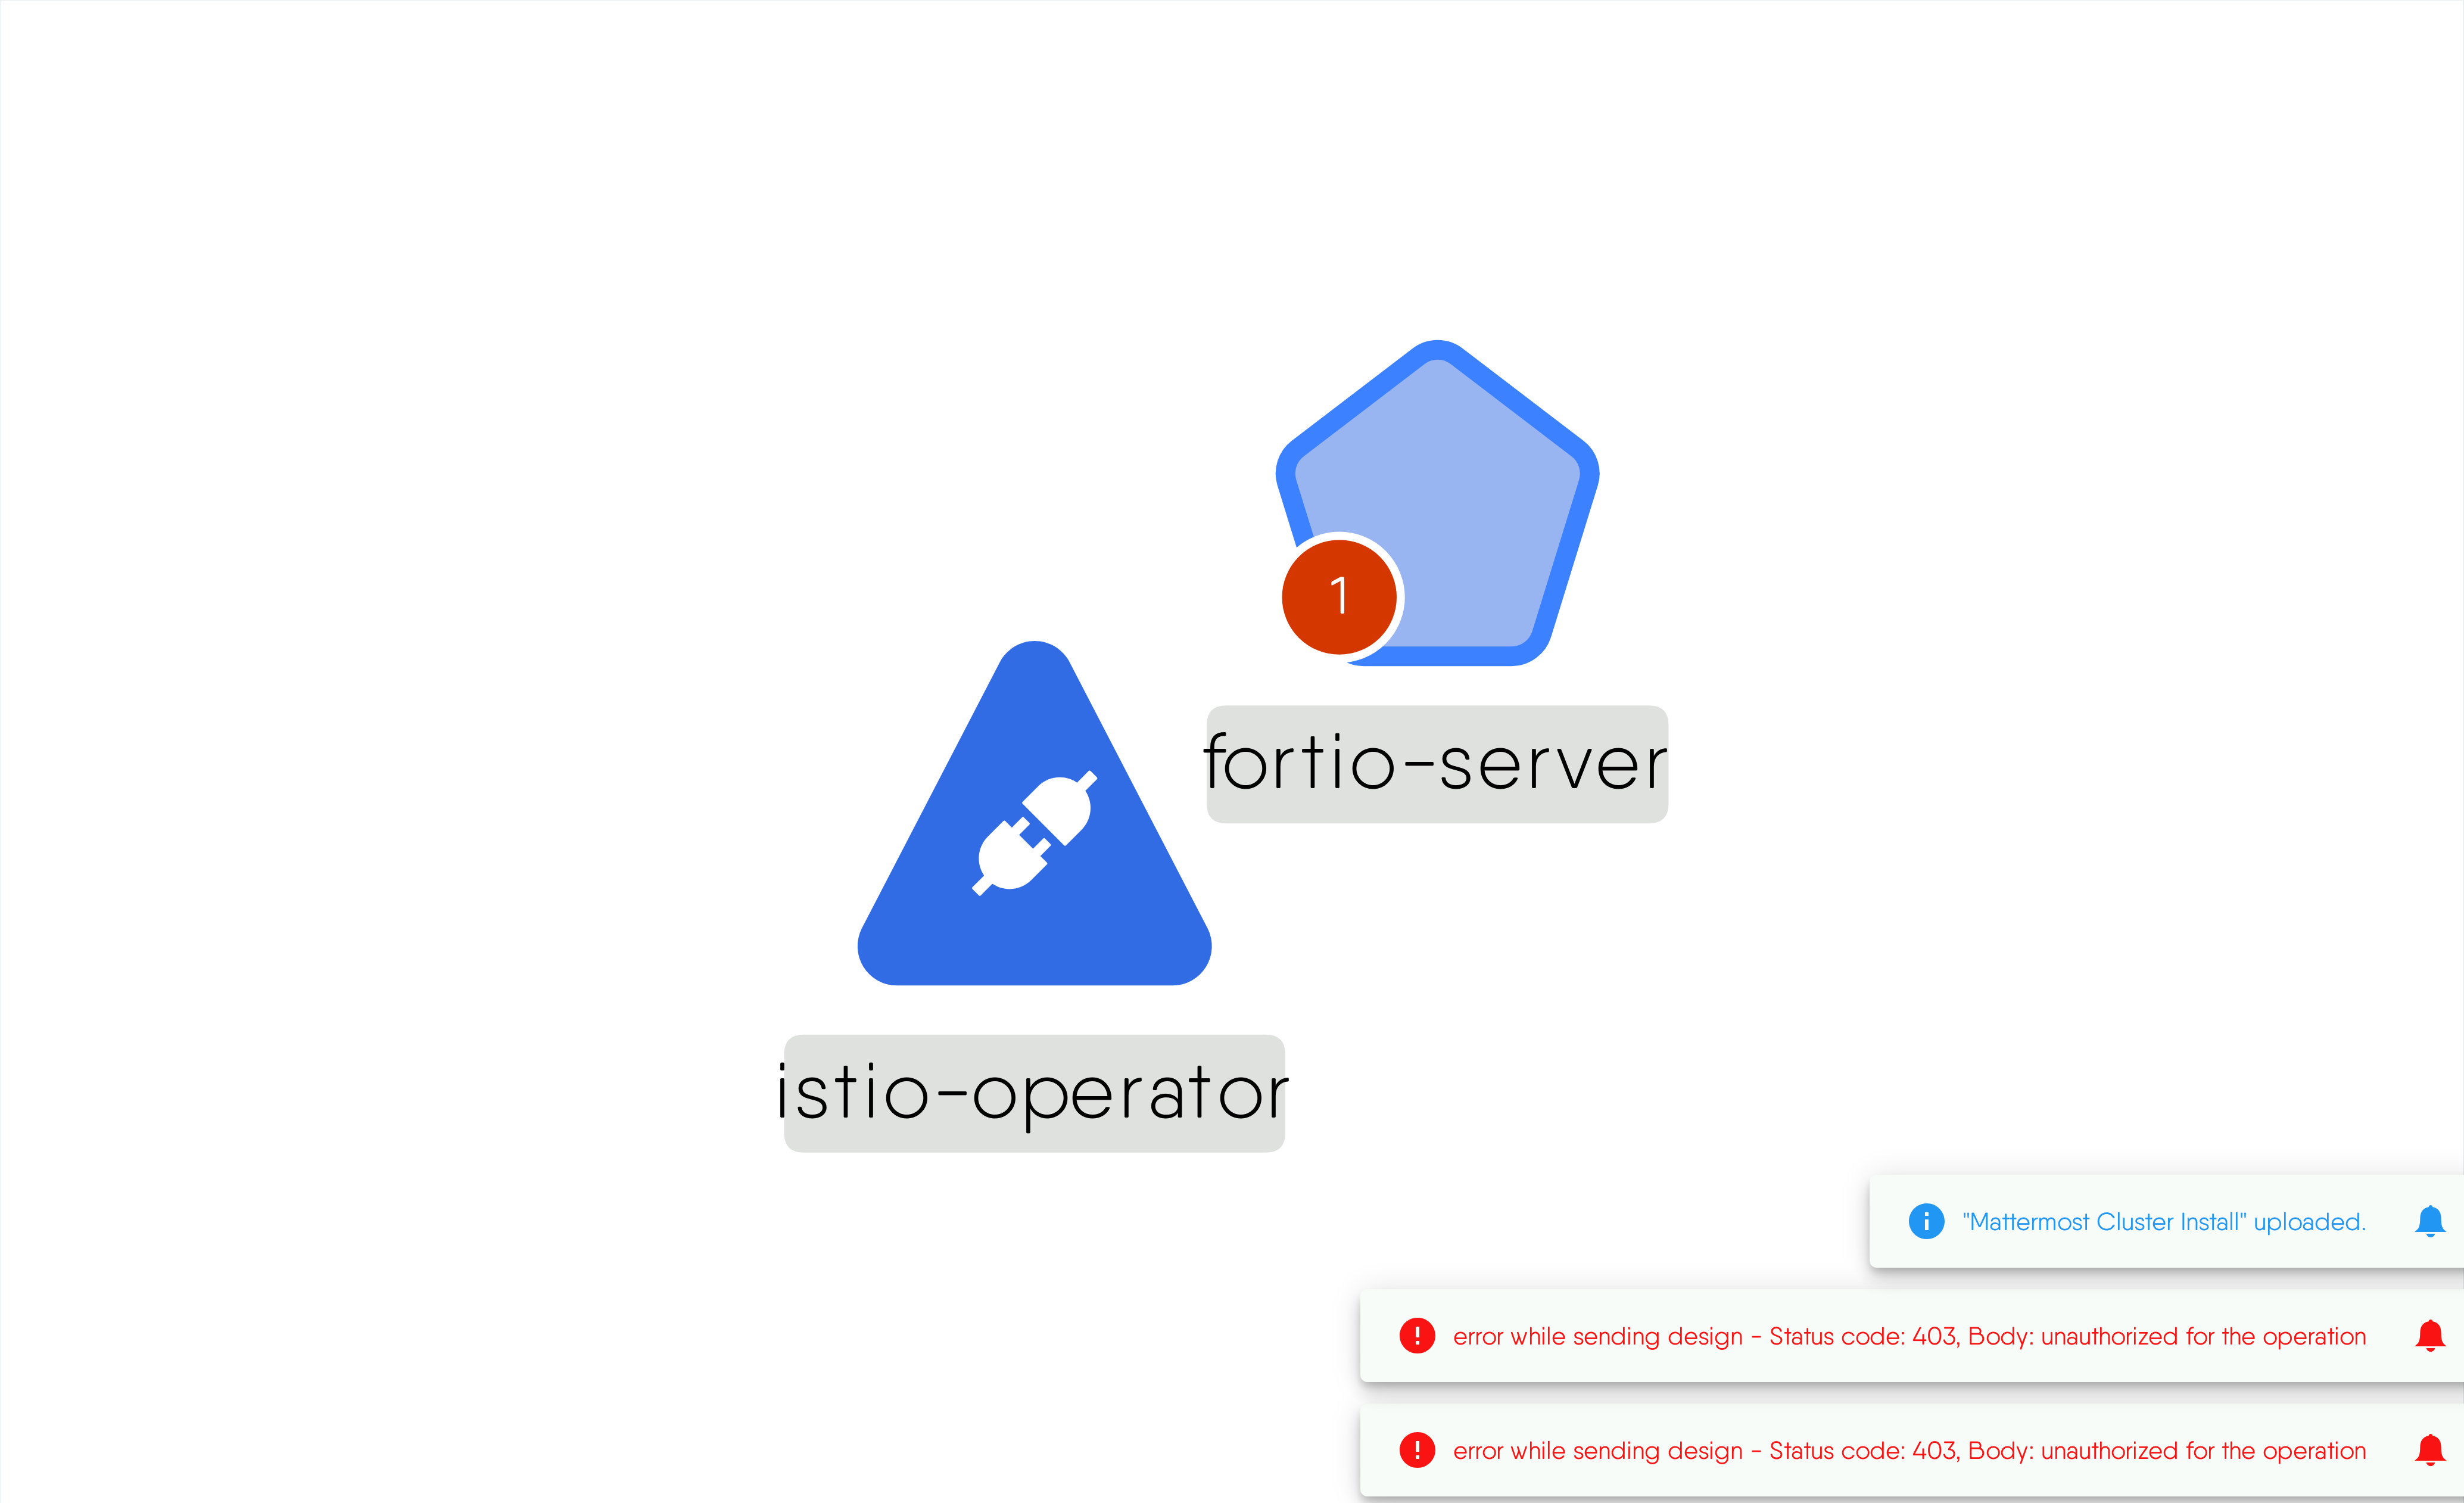 1
fortio-server
istio-operator
"Mattermost Cluster Install" uploaded.
error while sending design - Status code: 403, Body: unauthorized for the operation
error while sending design - Status code: 403, Body: unauthorized for the operation